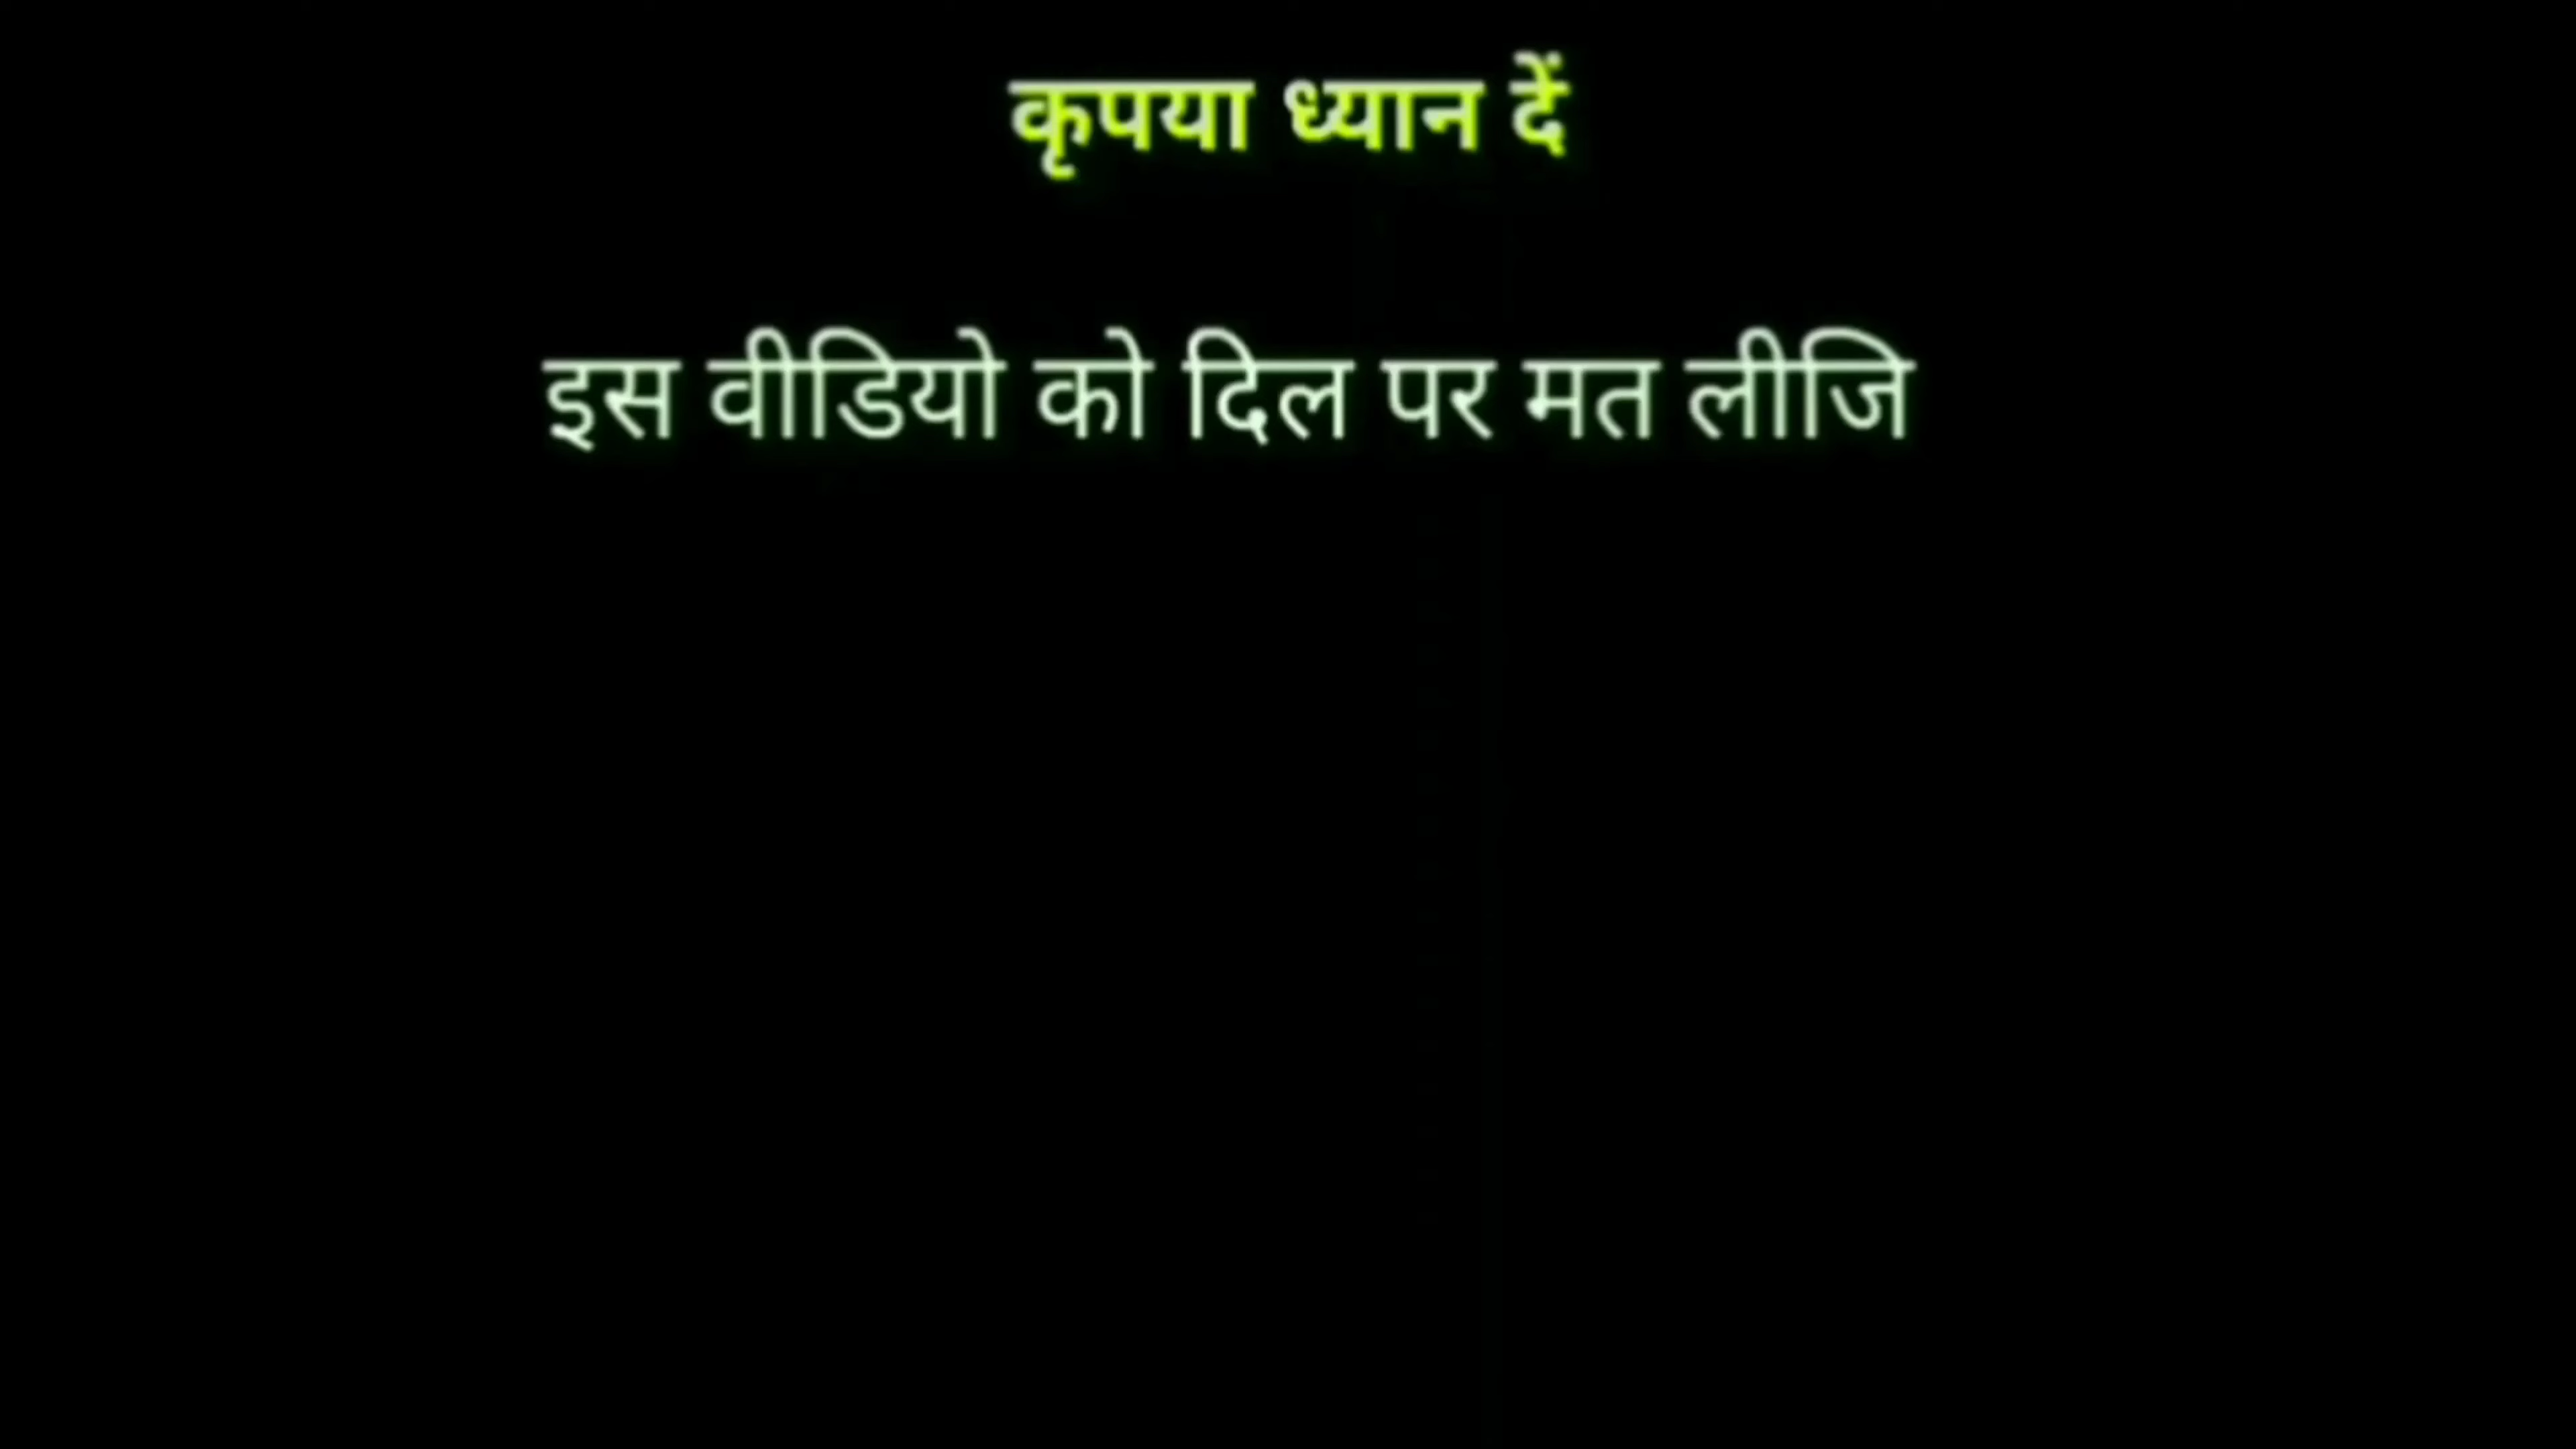 कृपया ध्यान दें
इस वीडियो को दिल पर मत लीजि